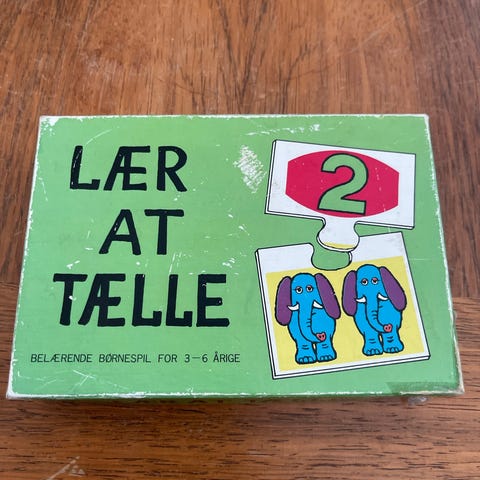 LÆR
AT
TÆLLE
BELÆRENDE BØRNESPIL FOR 3–6 ÅRIGE
2